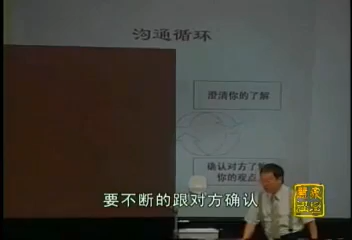 沟通循环
澄清你的了解
确认对方了解
你的观点
要不断的跟对方确认